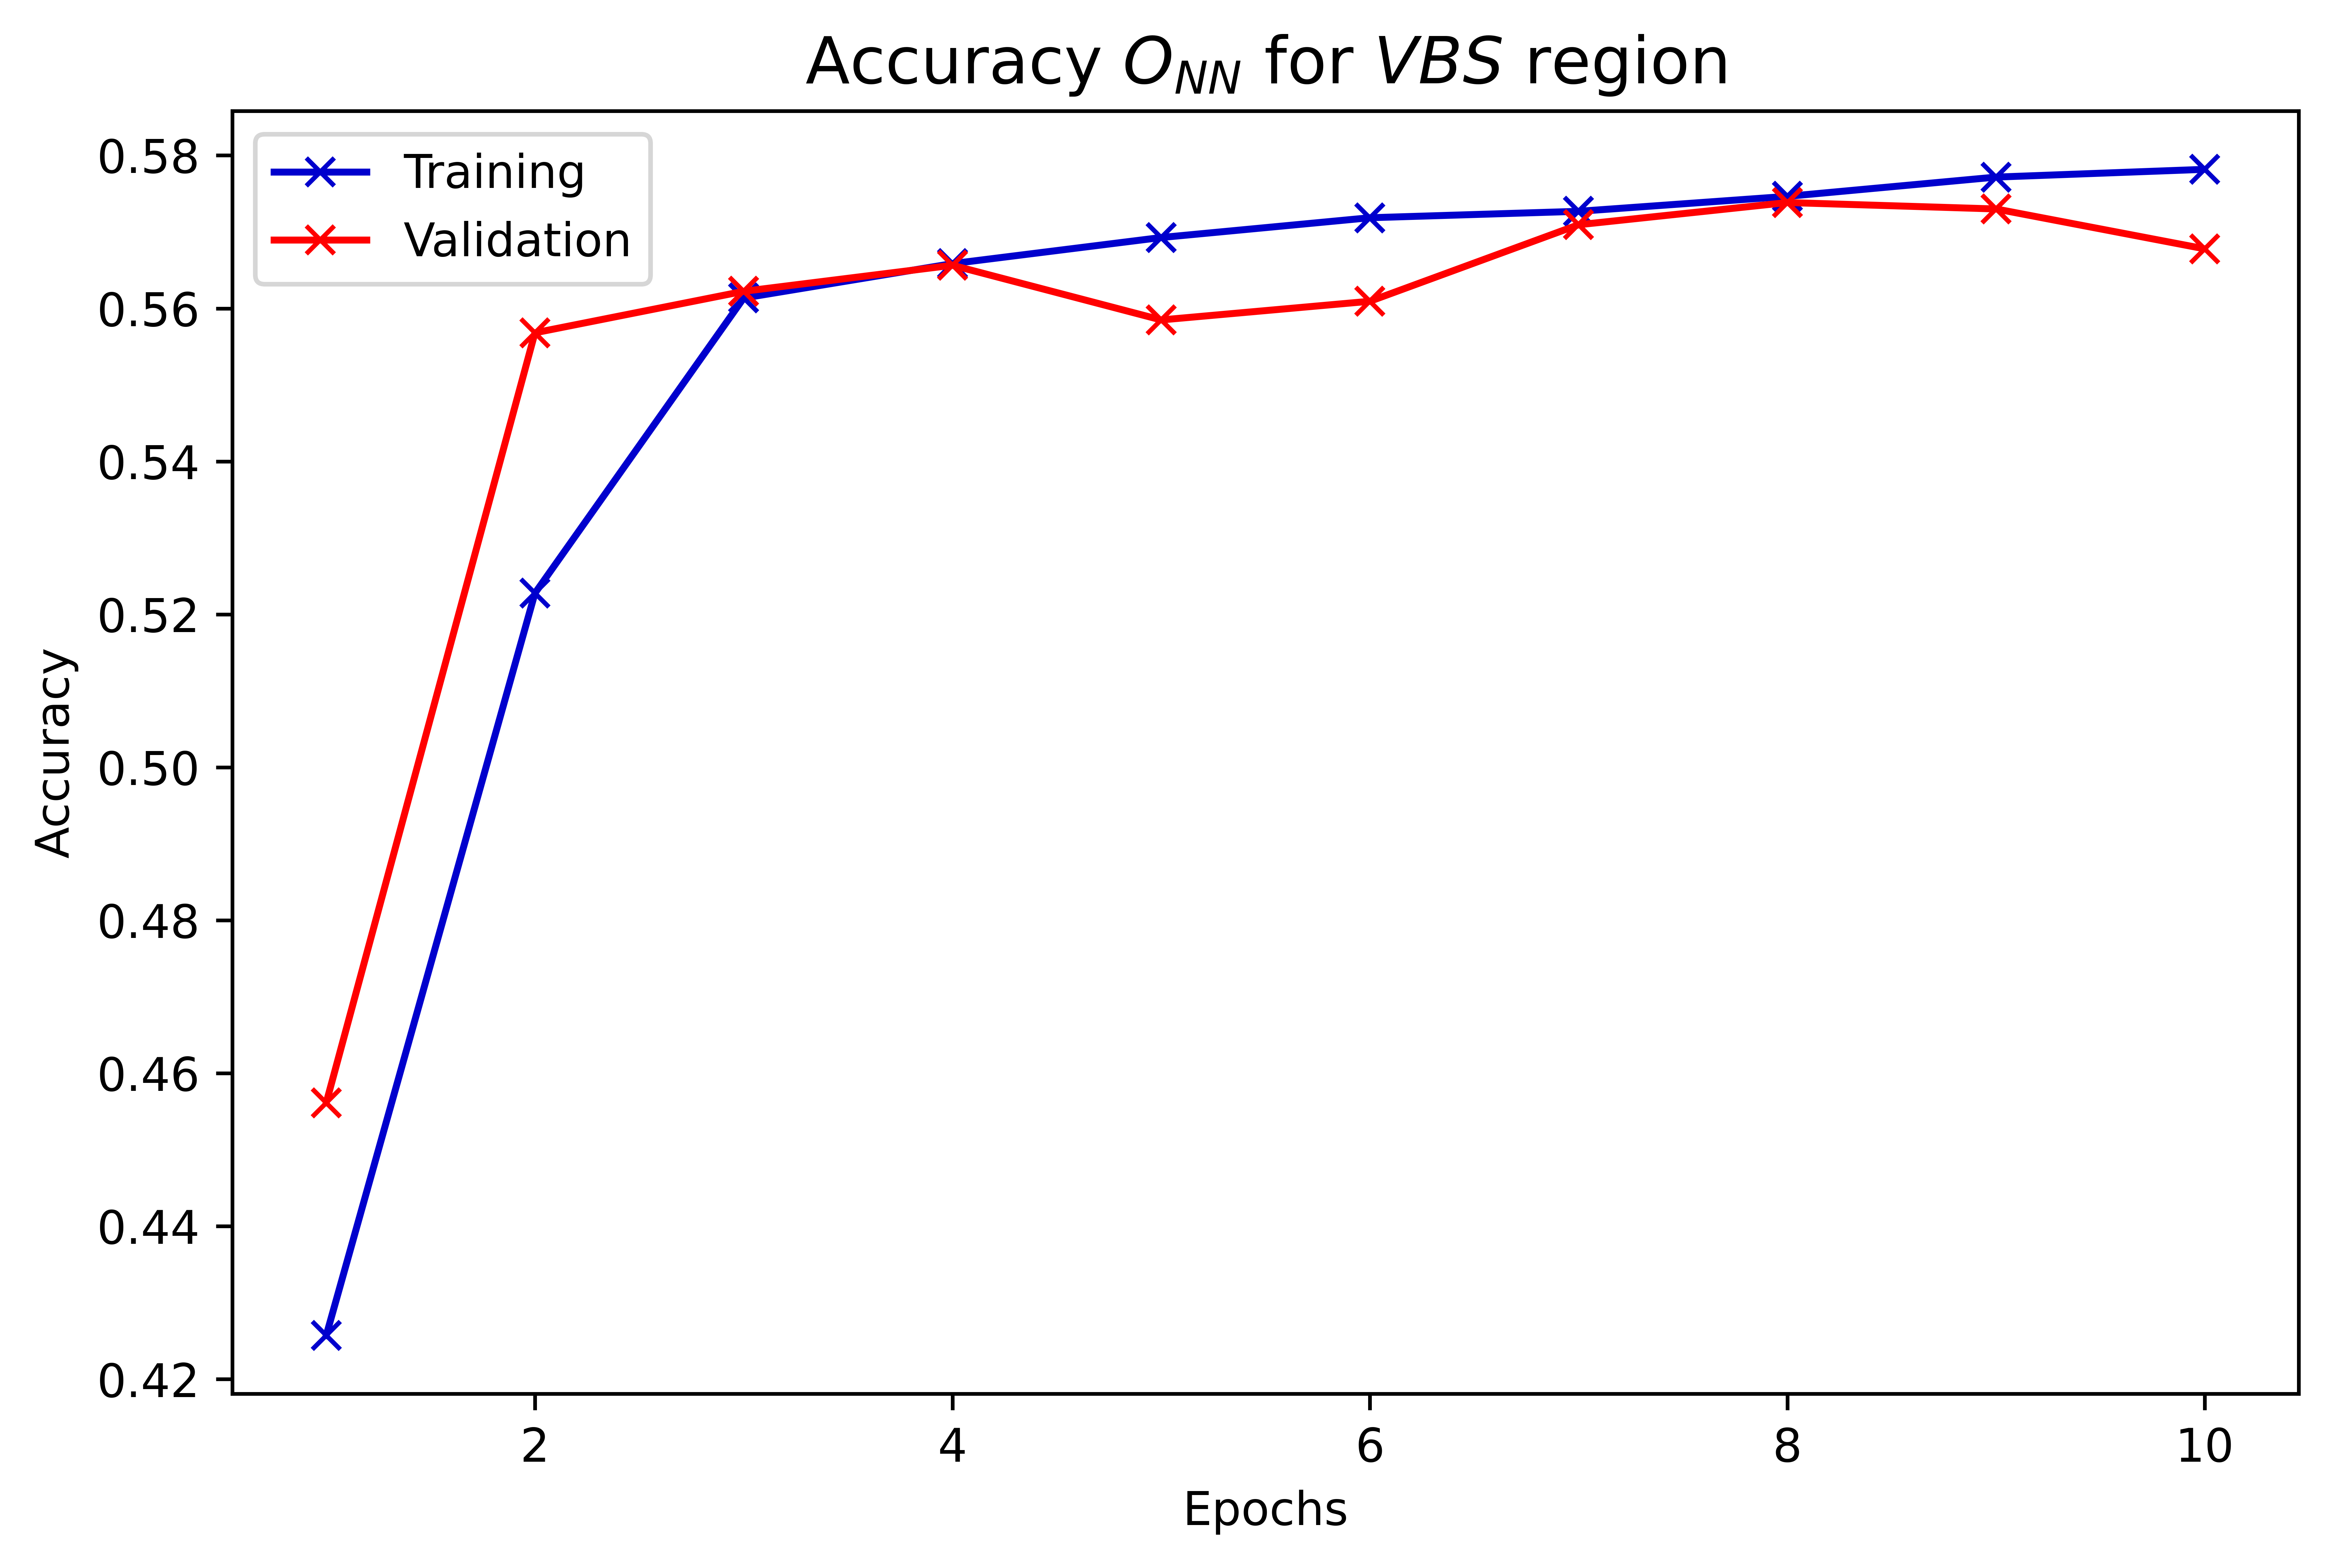 Accuracy O_NN for VBS region
Training
Validation
0.58
0.56
0.54
0.52
0.50
0.48
0.46
0.44
0.42
Accuracy
2 4 6 8 10
Epochs